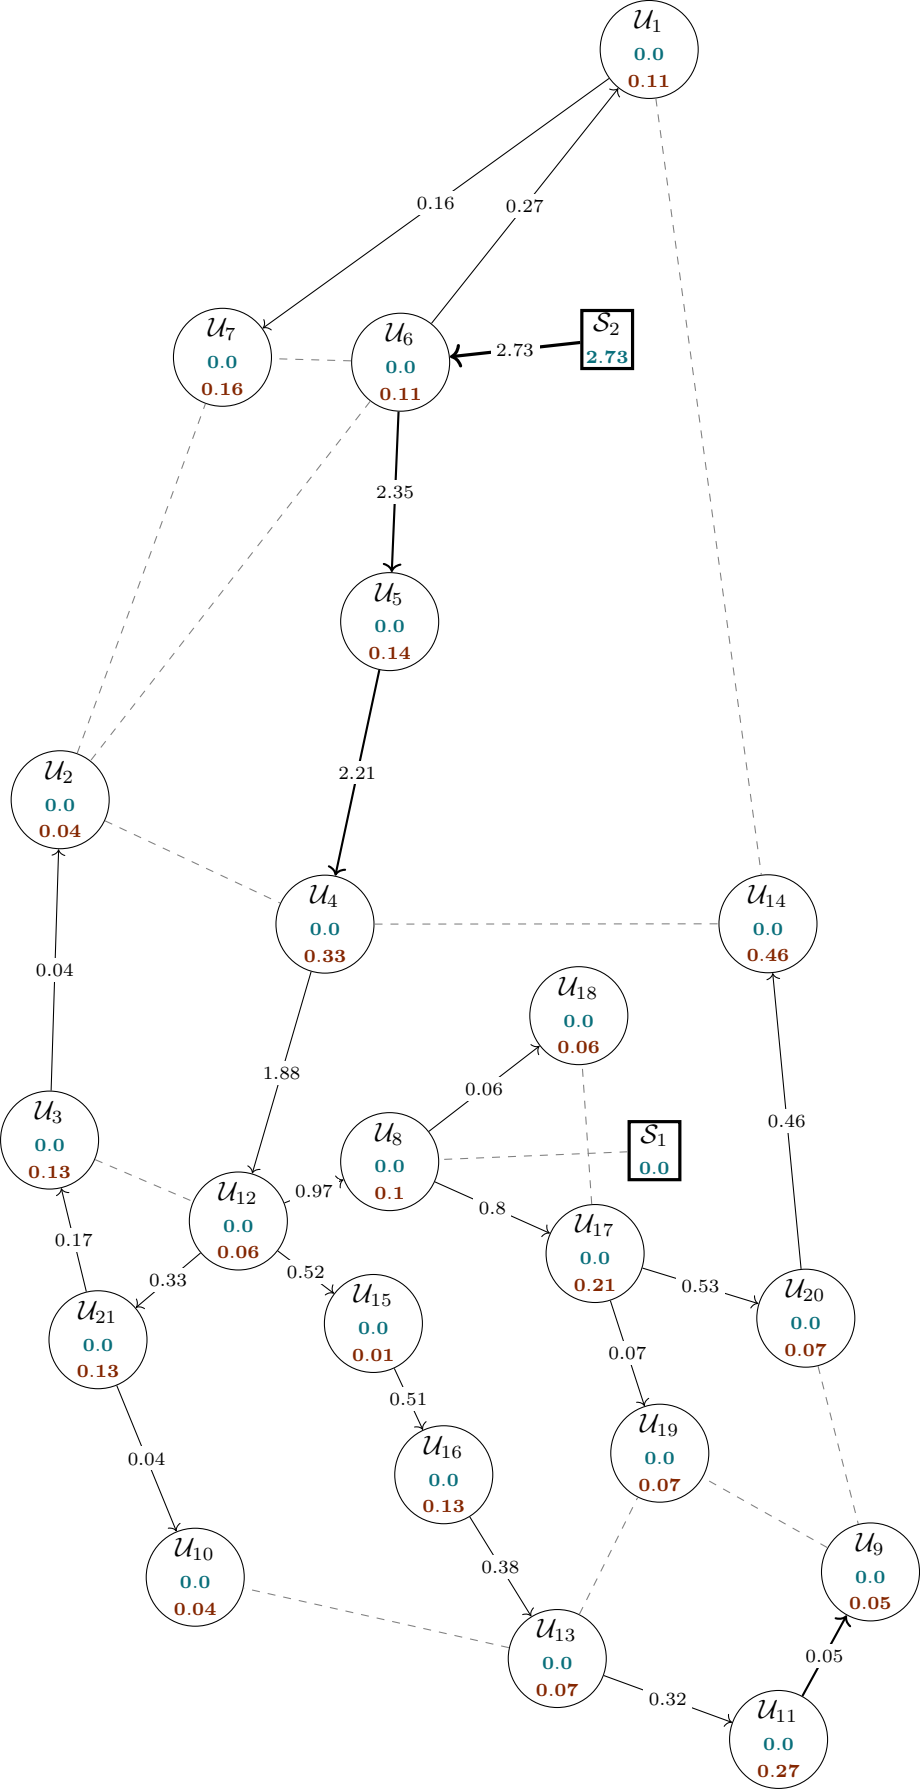 𝒰₁
0.0
0.11
0.16
0.27
𝒰₇
0.0
0.16
𝒰₆
0.0
0.11
2.73
𝒮₂
2.73
2.35
𝒰₅
0.0
0.14
2.21
𝒰₂
0.0
0.04
𝒰₄
0.0
0.33
𝒰₁₄
0.0
0.46
0.04
𝒰₁₈
0.0
0.06
1.88
0.06
0.46
𝒰₃
0.0
0.13
𝒰₈
0.0
0.1
𝒮₁
0.0
𝒰₁₂
0.0
0.06
0.97
0.8
𝒰₁₇
0.0
0.21
0.17
0.33
0.52
0.53
𝒰₂₁
0.0
0.13
𝒰₁₅
0.0
0.01
𝒰₂₀
0.0
0.07
0.07
0.51
0.04
𝒰₁₆
0.0
0.13
𝒰₁₉
0.0
0.07
𝒰₁₀
0.0
0.04
0.38
𝒰₉
0.0
0.05
𝒰₁₃
0.0
0.07
0.05
0.32
𝒰₁₁
0.0
0.27